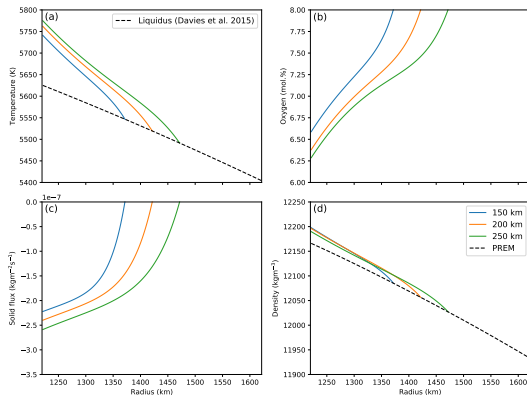 (a)
Liquidus (Davies et al. 2015)
Temperature (K)
5800
5750
5700
5650
5600
5550
5500
5450
5400
(b)
Oxygen (mol.%)
8.00
7.75
7.50
7.25
7.00
6.75
6.50
6.25
6.00
1e-7
(c)
Solid flux (kgm⁻²s⁻¹)
0.0
−0.5
−1.0
−1.5
−2.0
−2.5
−3.0
−3.5
1250 1300 1350 1400 1450 1500 1550 1600
Radius (km)
(d)
150 km
200 km
250 km
PREM
Density (kgm⁻³)
12250
12200
12150
12100
12050
12000
11950
11900
1250 1300 1350 1400 1450 1500 1550 1600
Radius (km)